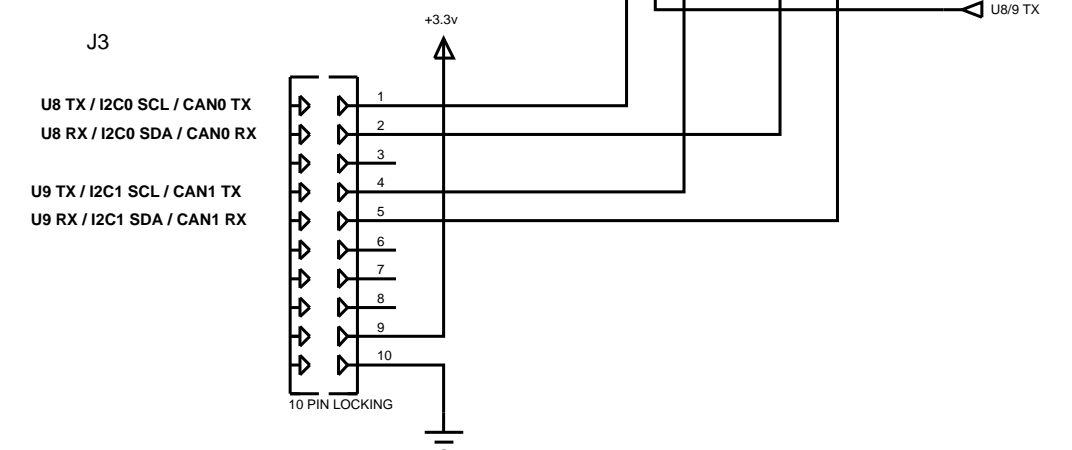 U8/9 TX
+3.3v
J3
1
U8 TX / I2C0 SCL / CAN0 TX
2
U8 RX / I2C0 SDA / CAN0 RX
3
4
U9 TX / I2C1 SCL / CAN1 TX
5
U9 RX / I2C1 SDA / CAN1 RX
6
7
8
9
10
10 PIN LOCKING